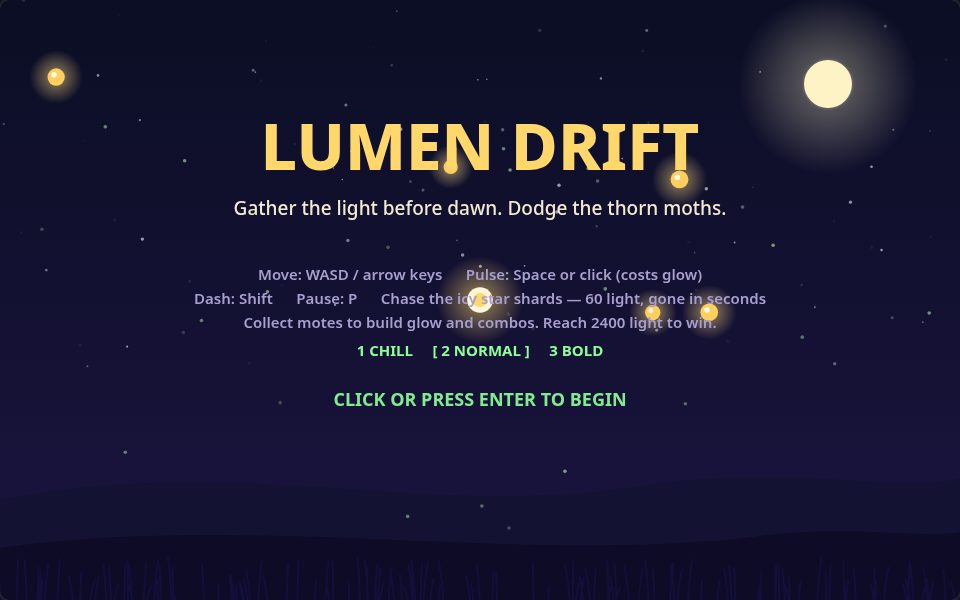 LUMEN DRIFT
Gather the light before dawn. Dodge the thorn moths.
Move: WASD / arrow keys Pulse: Space or click (costs glow)
Dash: Shift Pause: P Chase the icy star shards — 60 light, gone in seconds
Collect motes to build glow and combos. Reach 2400 light to win.
1 CHILL [ 2 NORMAL ] 3 BOLD
CLICK OR PRESS ENTER TO BEGIN